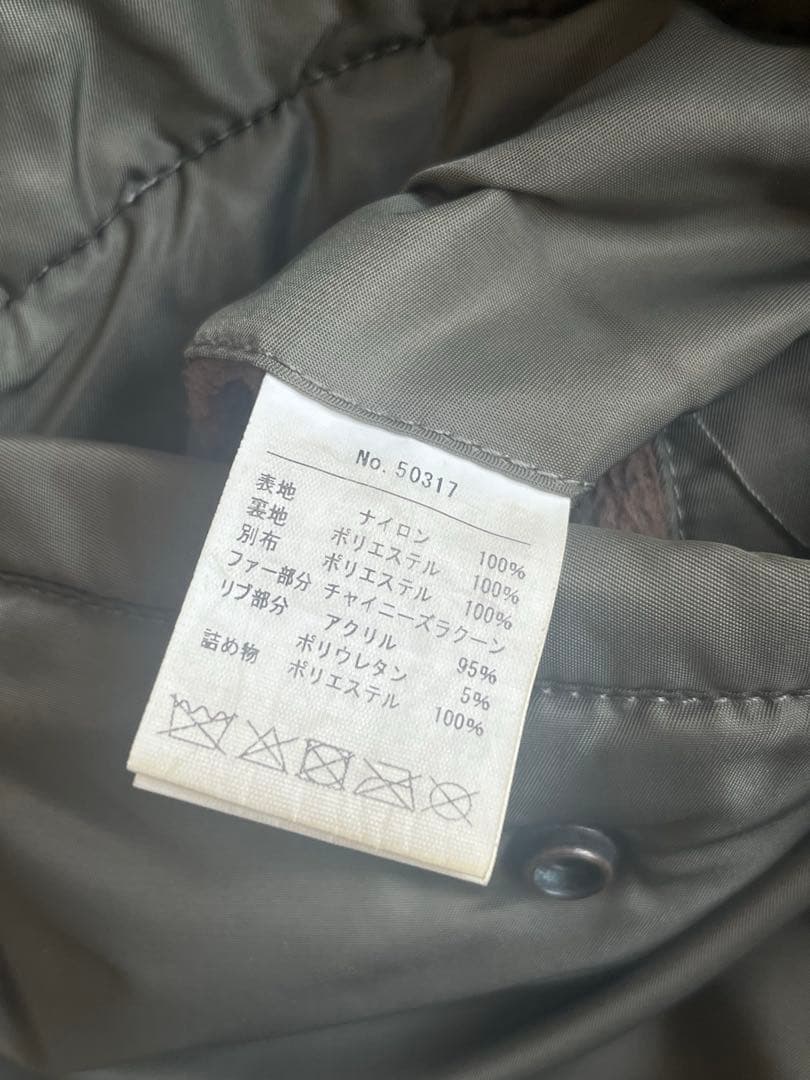 No. 50317
表地 ナイロン 100%
裏地 ポリエステル 100%
別布 ポリエステル 100%
ファー部分 チャイニーズラクーン
リブ部分 アクリル 95%
ポリウレタン 5%
詰め物 ポリエステル 100%